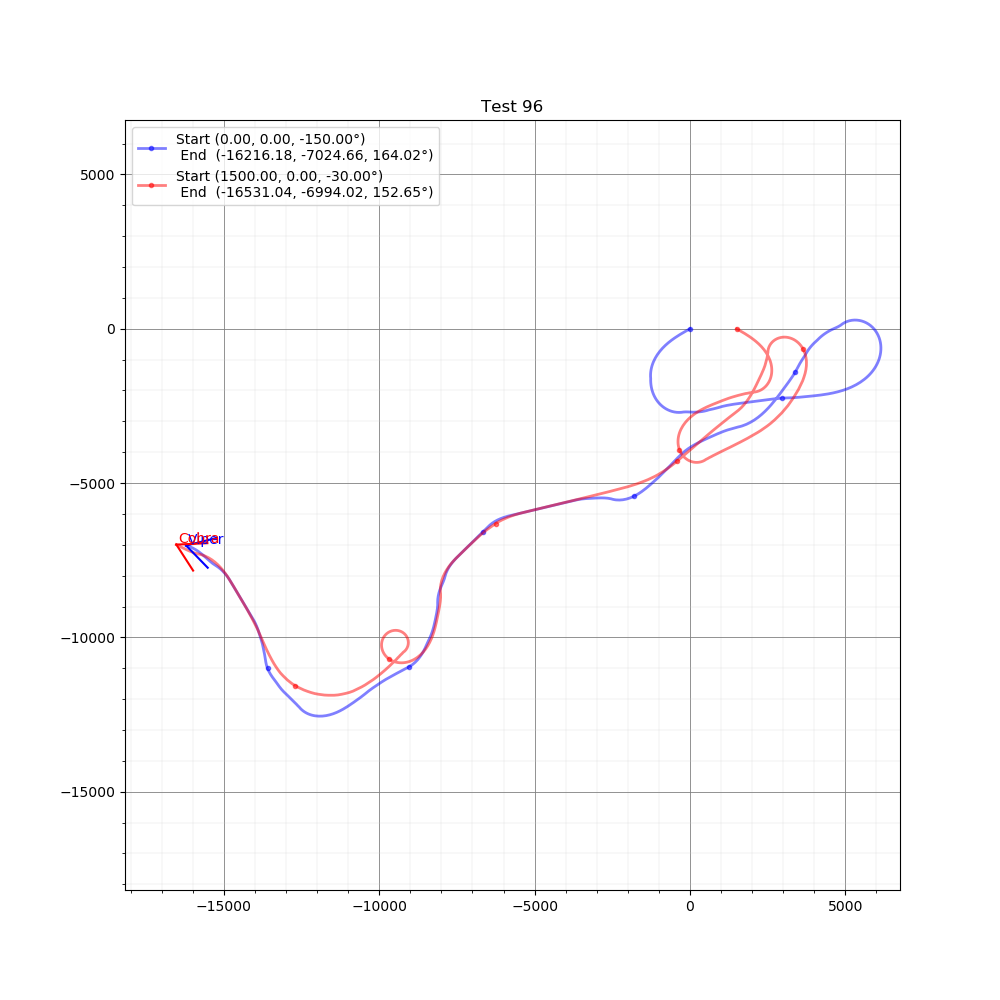 Test 96
Start (0.00, 0.00, -150.00°)
End (-16216.18, -7024.66, 164.02°)
Start (1500.00, 0.00, -30.00°)
End (-16531.04, -6994.02, 152.65°)
5000
0
−5000
−10000
−15000
Cobra
Viper
−15000
−10000
−5000
0
5000